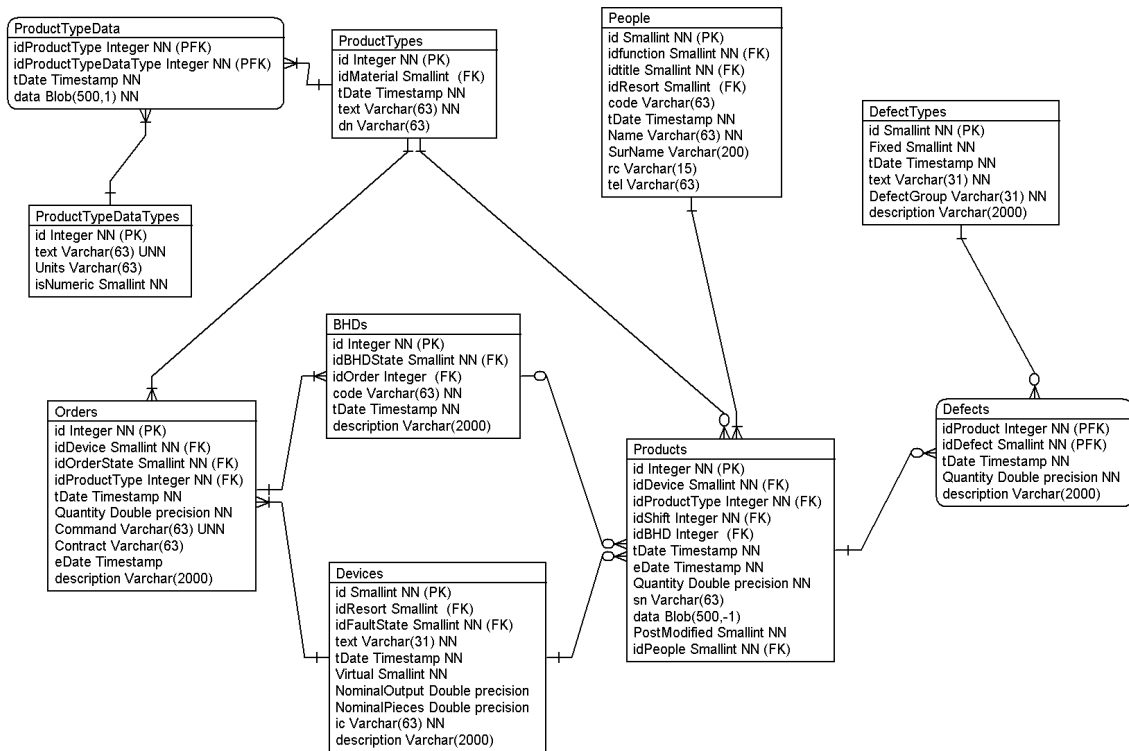 ProductTypeData
idProductType Integer NN (PFK)
idProductTypeDataType Integer NN (PFK)
tDate Timestamp NN
data Blob(500,1) NN
ProductTypes
id Integer NN (PK)
idMaterial Smallint (FK)
tDate Timestamp NN
text Varchar(63) NN
dn Varchar(63)
People
id Smallint NN (PK)
idfunction Smallint NN (FK)
idtitle Smallint NN (FK)
idResort Smallint (FK)
code Varchar(63)
tDate Timestamp NN
Name Varchar(63) NN
SurName Varchar(200)
rc Varchar(15)
tel Varchar(63)
DefectTypes
id Smallint NN (PK)
Fixed Smallint NN
tDate Timestamp NN
text Varchar(31) NN
DefectGroup Varchar(31) NN
description Varchar(2000)
ProductTypeDataTypes
id Integer NN (PK)
text Varchar(63) UNN
Units Varchar(63)
isNumeric Smallint NN
BHDs
id Integer NN (PK)
idBHDState Smallint NN (FK)
idOrder Integer (FK)
code Varchar(63) NN
tDate Timestamp NN
description Varchar(2000)
Orders
id Integer NN (PK)
idDevice Smallint NN (FK)
idOrderState Smallint NN (FK)
idProductType Integer NN (FK)
tDate Timestamp NN
Quantity Double precision NN
Command Varchar(63) UNN
Contract Varchar(63)
eDate Timestamp
description Varchar(2000)
Products
id Integer NN (PK)
idDevice Smallint NN (FK)
idProductType Integer NN (FK)
idShift Integer NN (FK)
idBHD Integer (FK)
tDate Timestamp NN
eDate Timestamp NN
Quantity Double precision NN
sn Varchar(63)
data Blob(500,-1)
PostModified Smallint NN
idPeople Smallint NN (FK)
Defects
idProduct Integer NN (PFK)
idDefect Smallint NN (PFK)
tDate Timestamp NN
Quantity Double precision NN
description Varchar(2000)
Devices
id Smallint NN (PK)
idResort Smallint (FK)
idFaultState Smallint NN (FK)
text Varchar(31) NN
tDate Timestamp NN
Virtual Smallint NN
NominalOutput Double precision
NominalPieces Double precision
ic Varchar(63) NN
description Varchar(2000)